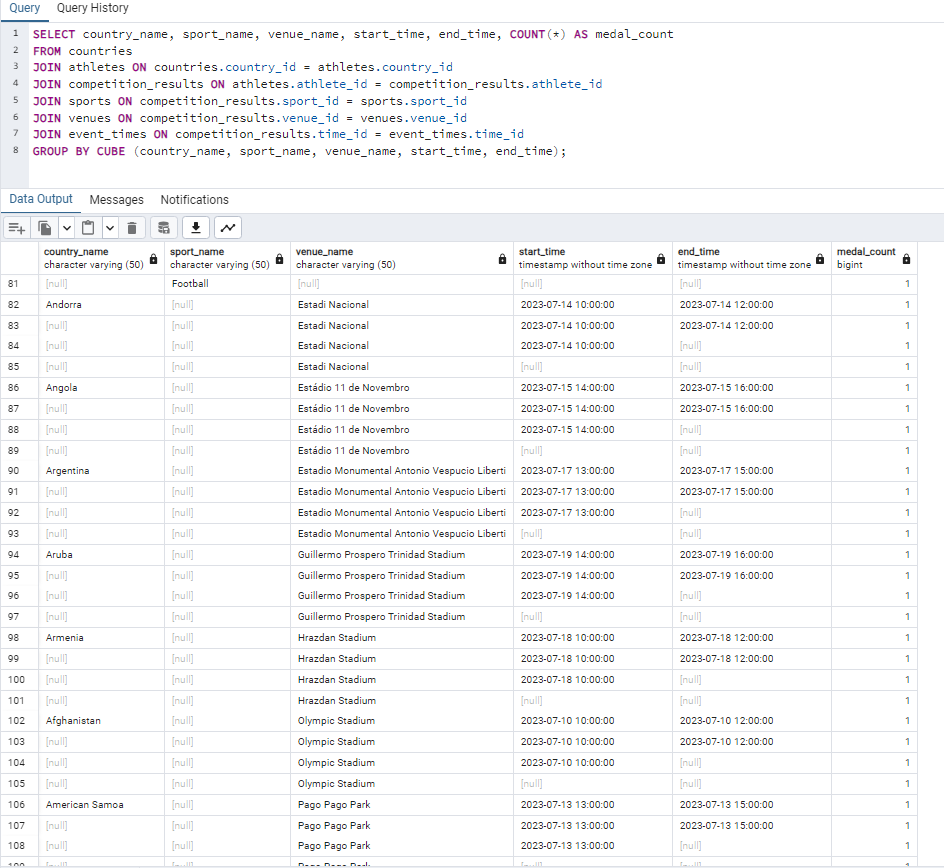 Query Query History
1 SELECT country_name, sport_name, venue_name, start_time, end_time, COUNT(*) AS medal_count
2 FROM countries
3 JOIN athletes ON countries.country_id = athletes.country_id
4 JOIN competition_results ON athletes.athlete_id = competition_results.athlete_id
5 JOIN sports ON competition_results.sport_id = sports.sport_id
6 JOIN venues ON competition_results.venue_id = venues.venue_id
7 JOIN event_times ON competition_results.time_id = event_times.time_id
8 GROUP BY CUBE (country_name, sport_name, venue_name, start_time, end_time);
Data Output Messages Notifications
country_name sport_name venue_name start_time end_time medal_count
character varying (50) character varying (50) character varying (50) timestamp without time zone timestamp without time zone bigint
81 [null] Football [null] [null] [null] 1
82 Andorra [null] Estadi Nacional 2023-07-14 10:00:00 2023-07-14 12:00:00 1
83 [null] [null] Estadi Nacional 2023-07-14 10:00:00 2023-07-14 12:00:00 1
84 [null] [null] Estadi Nacional 2023-07-14 10:00:00 [null] 1
85 [null] [null] Estadi Nacional [null] [null] 1
86 Angola [null] Estádio 11 de Novembro 2023-07-15 14:00:00 2023-07-15 16:00:00 1
87 [null] [null] Estádio 11 de Novembro 2023-07-15 14:00:00 2023-07-15 16:00:00 1
88 [null] [null] Estádio 11 de Novembro 2023-07-15 14:00:00 [null] 1
89 [null] [null] Estádio 11 de Novembro [null] [null] 1
90 Argentina [null] Estadio Monumental Antonio Vespucio Liberti 2023-07-17 13:00:00 2023-07-17 15:00:00 1
91 [null] [null] Estadio Monumental Antonio Vespucio Liberti 2023-07-17 13:00:00 2023-07-17 15:00:00 1
92 [null] [null] Estadio Monumental Antonio Vespucio Liberti 2023-07-17 13:00:00 [null] 1
93 [null] [null] Estadio Monumental Antonio Vespucio Liberti [null] [null] 1
94 Aruba [null] Guillermo Prospero Trinidad Stadium 2023-07-19 14:00:00 2023-07-19 16:00:00 1
95 [null] [null] Guillermo Prospero Trinidad Stadium 2023-07-19 14:00:00 2023-07-19 16:00:00 1
96 [null] [null] Guillermo Prospero Trinidad Stadium 2023-07-19 14:00:00 [null] 1
97 [null] [null] Guillermo Prospero Trinidad Stadium [null] [null] 1
98 Armenia [null] Hrazdan Stadium 2023-07-18 10:00:00 2023-07-18 12:00:00 1
99 [null] [null] Hrazdan Stadium 2023-07-18 10:00:00 2023-07-18 12:00:00 1
100 [null] [null] Hrazdan Stadium 2023-07-18 10:00:00 [null] 1
101 [null] [null] Hrazdan Stadium [null] [null] 1
102 Afghanistan [null] Olympic Stadium 2023-07-10 10:00:00 2023-07-10 12:00:00 1
103 [null] [null] Olympic Stadium 2023-07-10 10:00:00 2023-07-10 12:00:00 1
104 [null] [null] Olympic Stadium 2023-07-10 10:00:00 [null] 1
105 [null] [null] Olympic Stadium [null] [null] 1
106 American Samoa [null] Pago Pago Park 2023-07-13 13:00:00 2023-07-13 15:00:00 1
107 [null] [null] Pago Pago Park 2023-07-13 13:00:00 2023-07-13 15:00:00 1
108 [null] [null] Pago Pago Park 2023-07-13 13:00:00 [null] 1